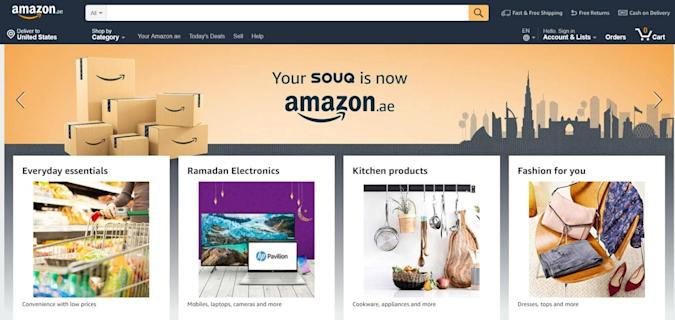 amazon.ae
All
Fast & Free Shipping
Free Returns
Cash on Delivery
Deliver to
United States
Shop by
Category
Your Amazon.ae
Today's Deals
Sell
Help
EN
Hello. Sign in
Account & Lists
Orders
0
Cart
Your SOUQ is now
amazon.ae
Everyday essentials
Ramadan Electronics
Kitchen products
Fashion for you
hp
Pavilion
Convenience with low prices
Mobiles, laptops, cameras and more
Cookware, appliances and more
Dresses, tops and more